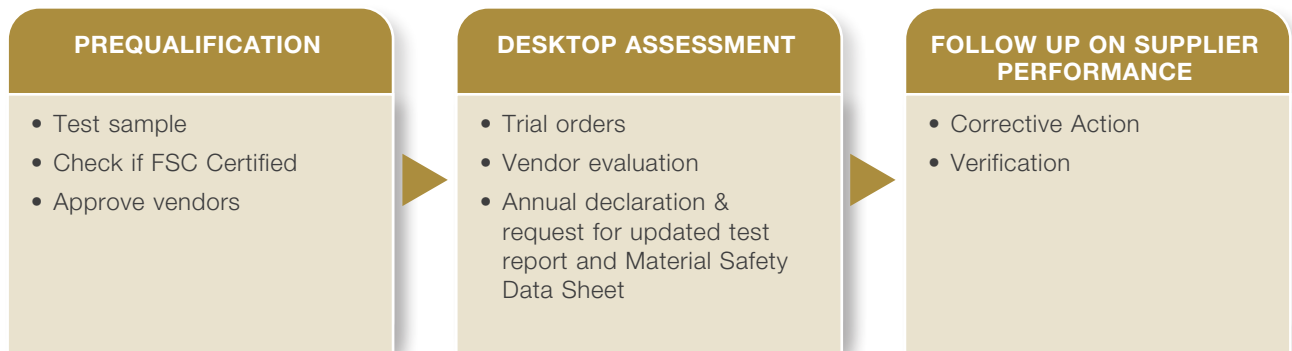 PREQUALIFICATION
• Test sample
• Check if FSC Certified
• Approve vendors
DESKTOP ASSESSMENT
• Trial orders
• Vendor evaluation
• Annual declaration &
request for updated test
report and Material Safety
Data Sheet
FOLLOW UP ON SUPPLIER
PERFORMANCE
• Corrective Action
• Verification